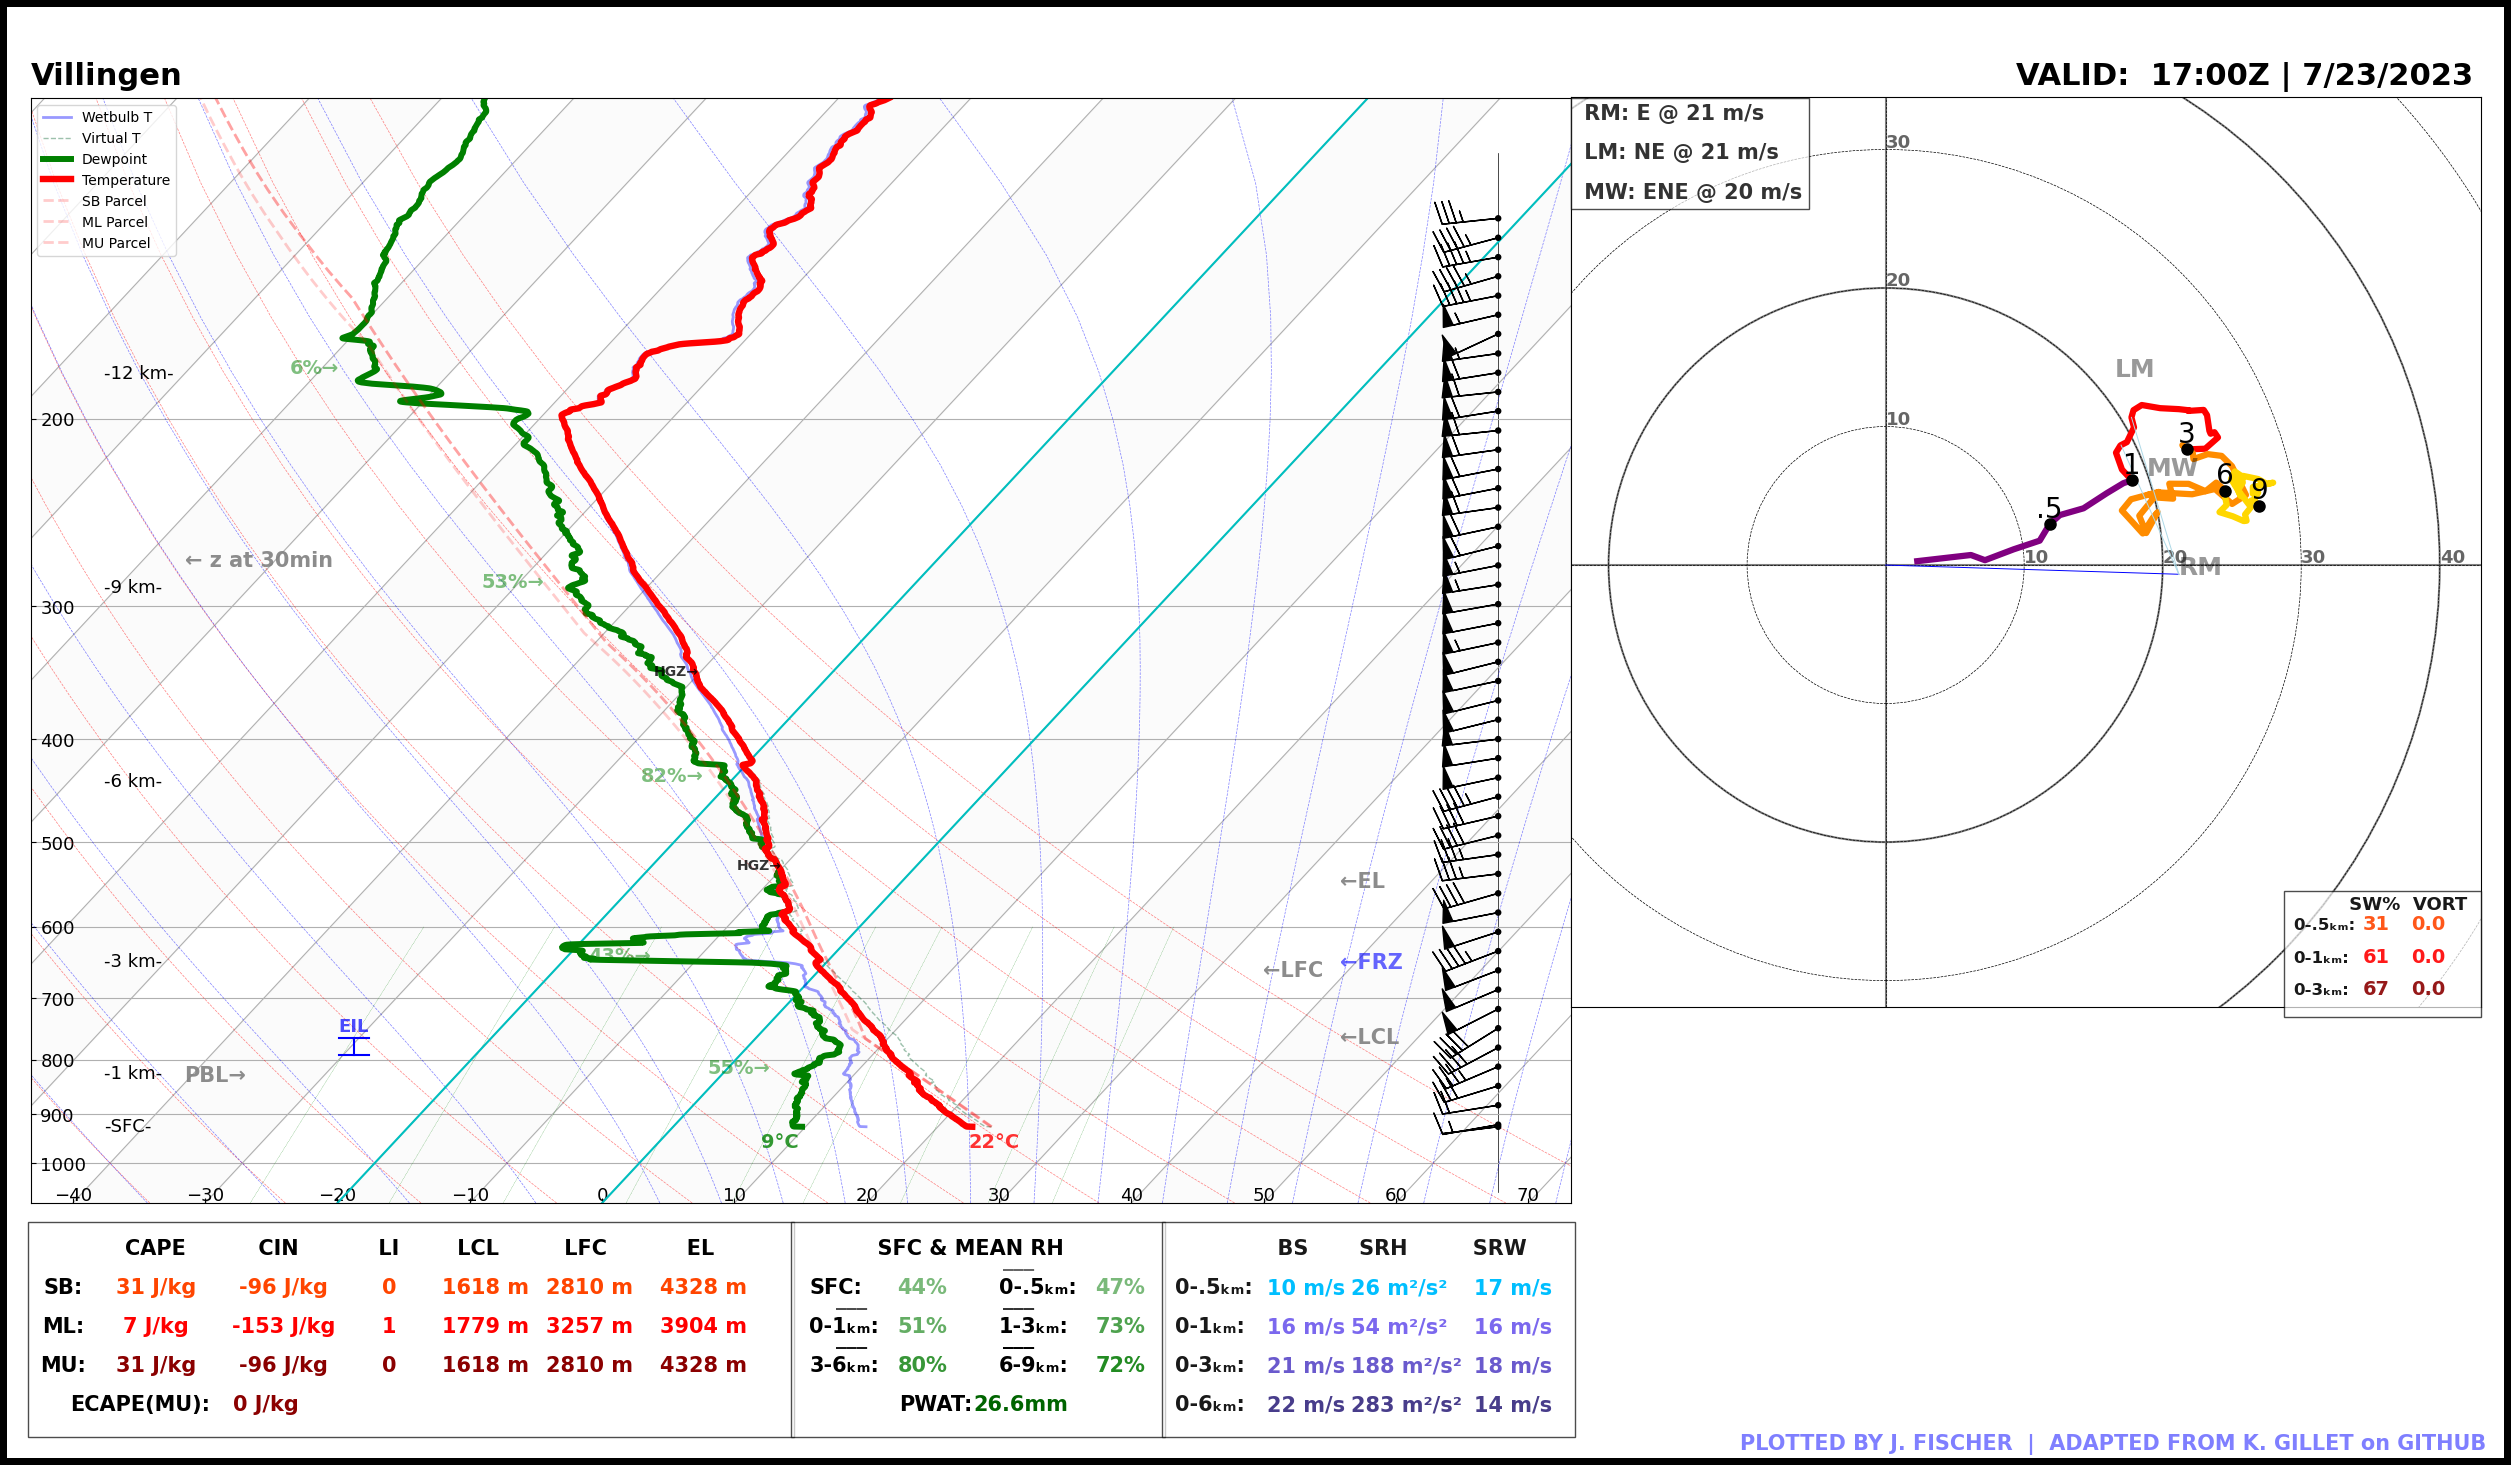 Villingen
VALID:  17:00Z | 7/23/2023
Wetbulb T
Virtual T
Dewpoint
Temperature
SB Parcel
ML Parcel
MU Parcel
RM: E @ 21 m/s
LM: NE @ 21 m/s
MW: ENE @ 20 m/s
30
20
10
10
20
30
40
LM
MW
RM
.5
1
3
6
9
6%→
-12 km-
200
← z at 30min
53%→
-9 km-
300
HGZ→
400
82%→
-6 km-
500
HGZ→
←EL
600
43%→
-3 km-
←LFC
←FRZ
700
EIL
←LCL
800
-1 km-
PBL→
55%→
900
-SFC-
9°C
22°C
1000
−40
−30
−20
−10
0
10
20
30
40
50
60
70
SW% VORT
0-.5ₖₘ: 31 0.0
0-1ₖₘ: 61 0.0
0-3ₖₘ: 67 0.0
CAPE CIN LI LCL LFC EL
SB: 31 J/kg -96 J/kg 0 1618 m 2810 m 4328 m
ML: 7 J/kg -153 J/kg 1 1779 m 3257 m 3904 m
MU: 31 J/kg -96 J/kg 0 1618 m 2810 m 4328 m
ECAPE(MU): 0 J/kg
SFC & MEAN RH
SFC: 44% 0-.5ₖₘ: 47%
0-1ₖₘ: 51% 1-3ₖₘ: 73%
3-6ₖₘ: 80% 6-9ₖₘ: 72%
PWAT: 26.6mm
BS SRH SRW
0-.5ₖₘ: 10 m/s 26 m²/s² 17 m/s
0-1ₖₘ: 16 m/s 54 m²/s² 16 m/s
0-3ₖₘ: 21 m/s 188 m²/s² 18 m/s
0-6ₖₘ: 22 m/s 283 m²/s² 14 m/s
PLOTTED BY J. FISCHER | ADAPTED FROM K. GILLET on GITHUB